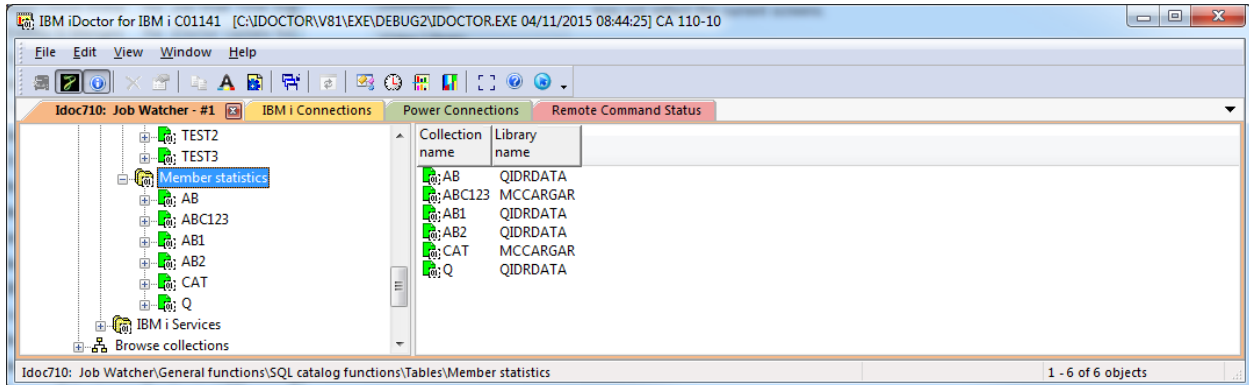 IBM iDoctor for IBM i C01141 [C:\IDOCTOR\V81\EXE\DEBUG2\IDOCTOR.EXE 04/11/2015 08:44:25] CA 110-10
File Edit View Window Help
Idoc710: Job Watcher - #1 IBM i Connections Power Connections Remote Command Status
TEST2
TEST3
Member statistics
AB
ABC123
AB1
AB2
CAT
Q
IBM i Services
Browse collections
Collection name Library name
AB QIDRDATA
ABC123 MCCARGAR
AB1 QIDRDATA
AB2 QIDRDATA
CAT MCCARGAR
Q QIDRDATA
Idoc710: Job Watcher\General functions\SQL catalog functions\Tables\Member statistics 1 - 6 of 6 objects